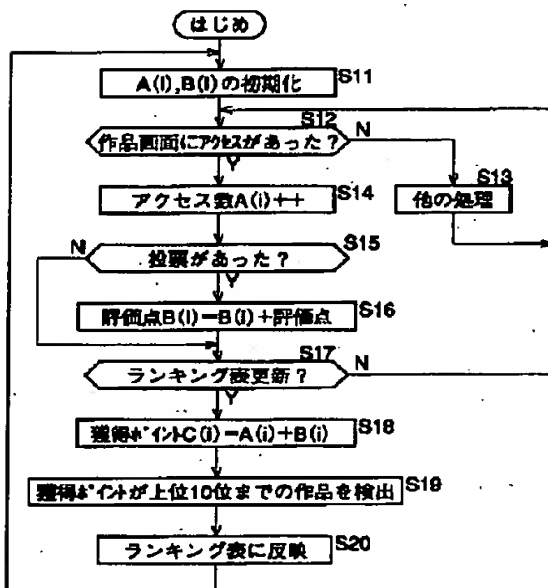 はじめ
A(i),B(i)の初期化 S11
S12
作品画面にアクセスがあった? N
Y
S13
他の処理
アクセス数A(i)++ S14
N 投票があった? S15
Y
評価点B(i)=B(i)+評価点 S16
S17
ランキング表更新? N
Y
獲得ポイントC(i)=A(i)+B(i) S18
獲得ポイントが上位10位までの作品を検出 S19
ランキング表に反映 S20